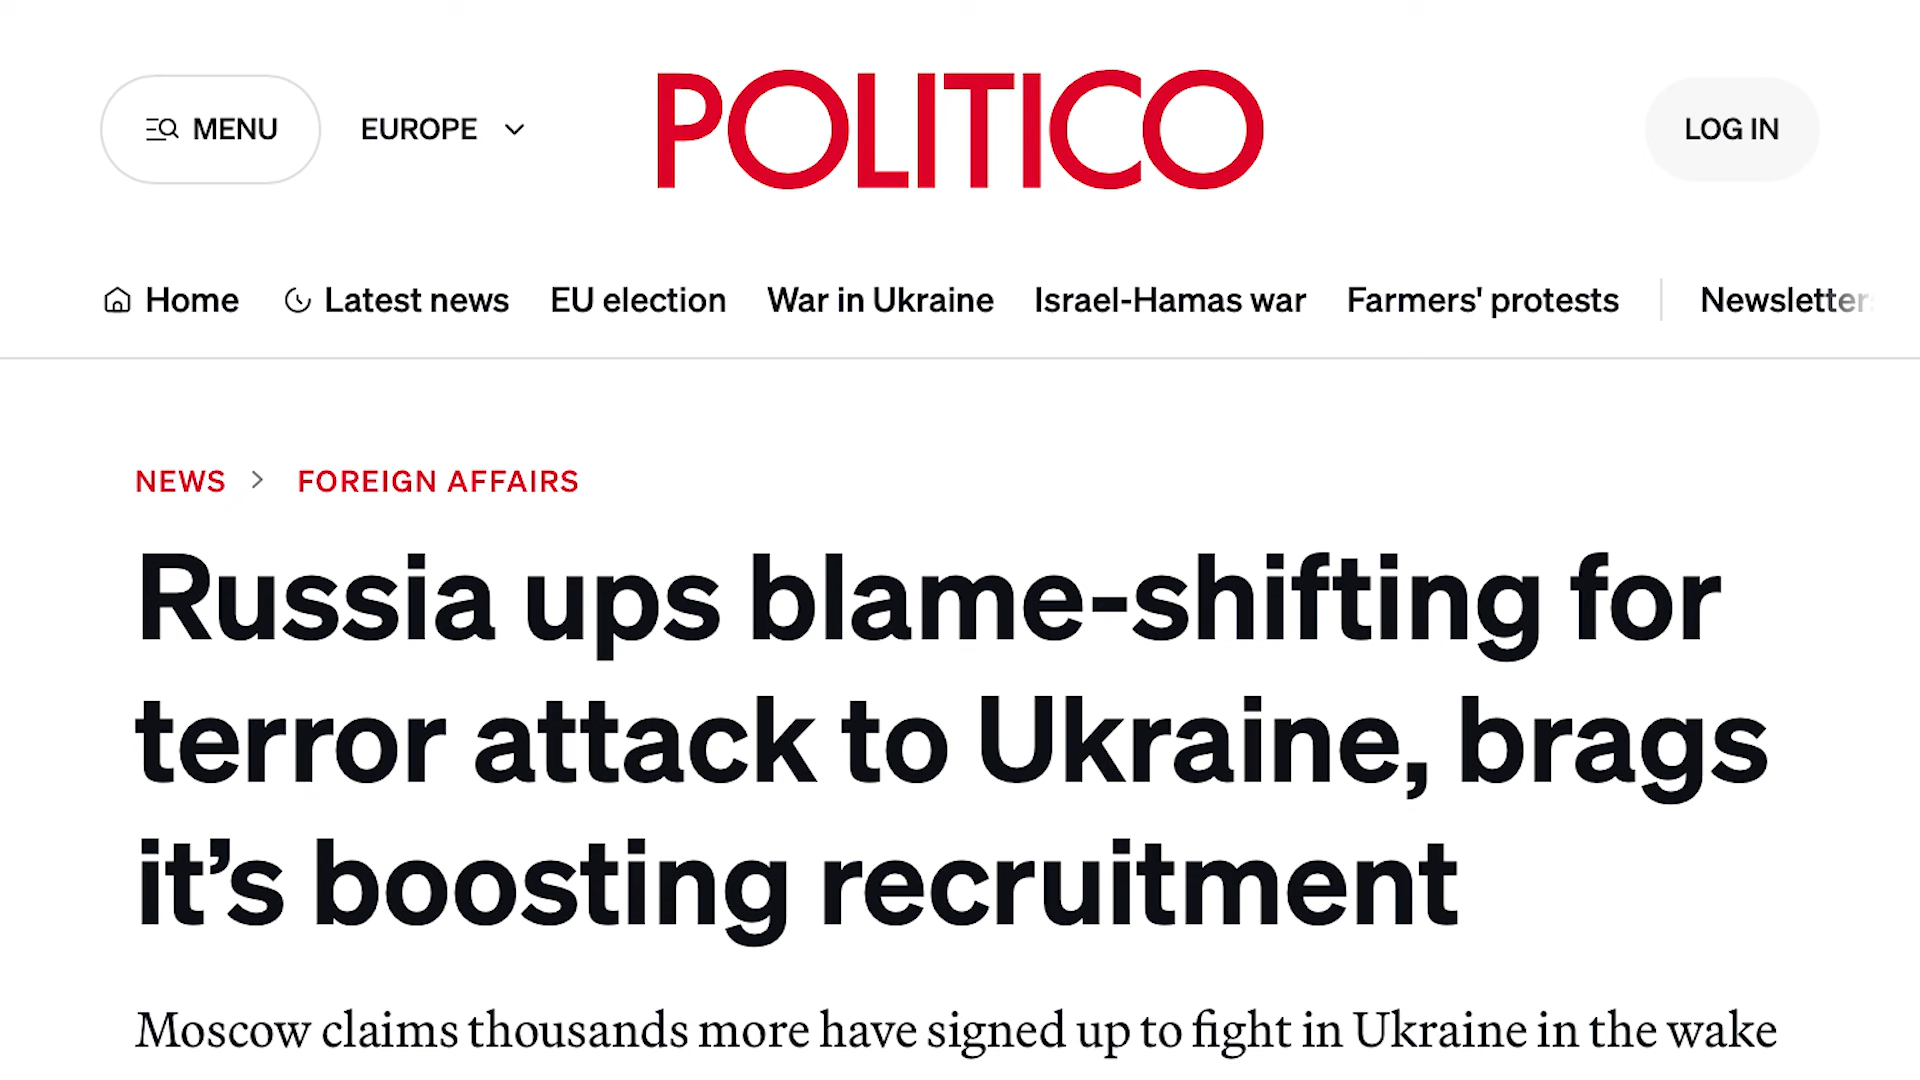 MENU
EUROPE
POLITICO
LOG IN
Home
Latest news
EU election
War in Ukraine
Israel-Hamas war
Farmers' protests
Newsletter
NEWS > FOREIGN AFFAIRS
Russia ups blame-shifting for
terror attack to Ukraine, brags
it’s boosting recruitment
Moscow claims thousands more have signed up to fight in Ukraine in the wake